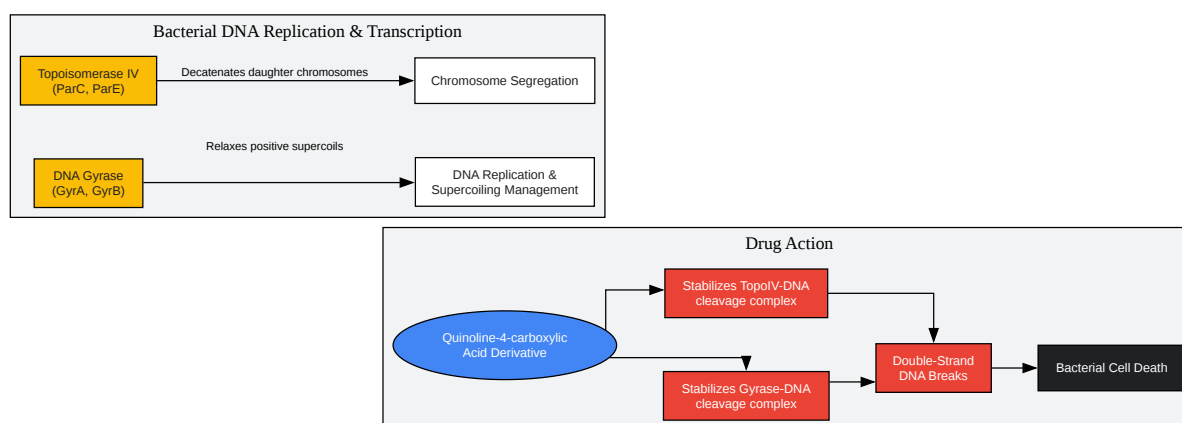 Bacterial DNA Replication & Transcription
Topoisomerase IV
(ParC, ParE)
Decatenates daughter chromosomes
Chromosome Segregation
Relaxes positive supercoils
DNA Gyrase
(GyrA, GyrB)
DNA Replication &
Supercoiling Management
Drug Action
Stabilizes TopoIV-DNA
cleavage complex
Quinoline-4-carboxylic
Acid Derivative
Double-Strand
DNA Breaks
Bacterial Cell Death
Stabilizes Gyrase-DNA
cleavage complex